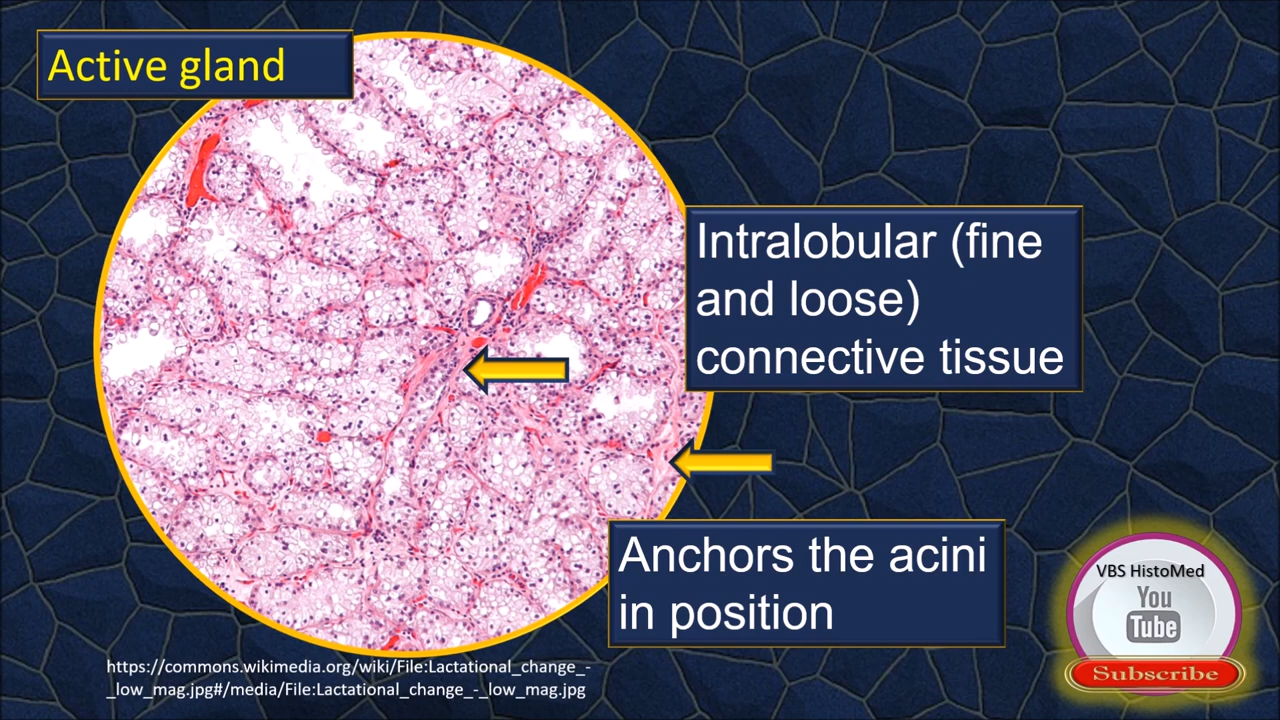 Active gland
Intralobular (fine
and loose)
connective tissue
Anchors the acini
in position
VBS HistoMed
You
Tube
Subscribe
https://commons.wikimedia.org/wiki/File:Lactational_change_-
_low_mag.jpg#/media/File:Lactational_change_-_low_mag.jpg